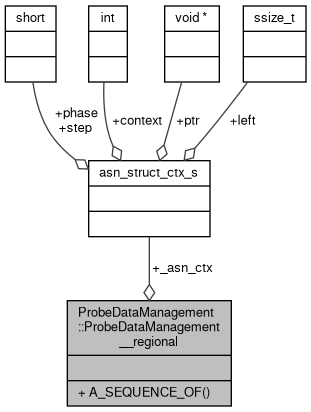 short
int
void *
ssize_t
+phase
+step
+context
+ptr
+left
asn_struct_ctx_s
+_asn_ctx
ProbeDataManagement
::ProbeDataManagement
__regional
+ A_SEQUENCE_OF()